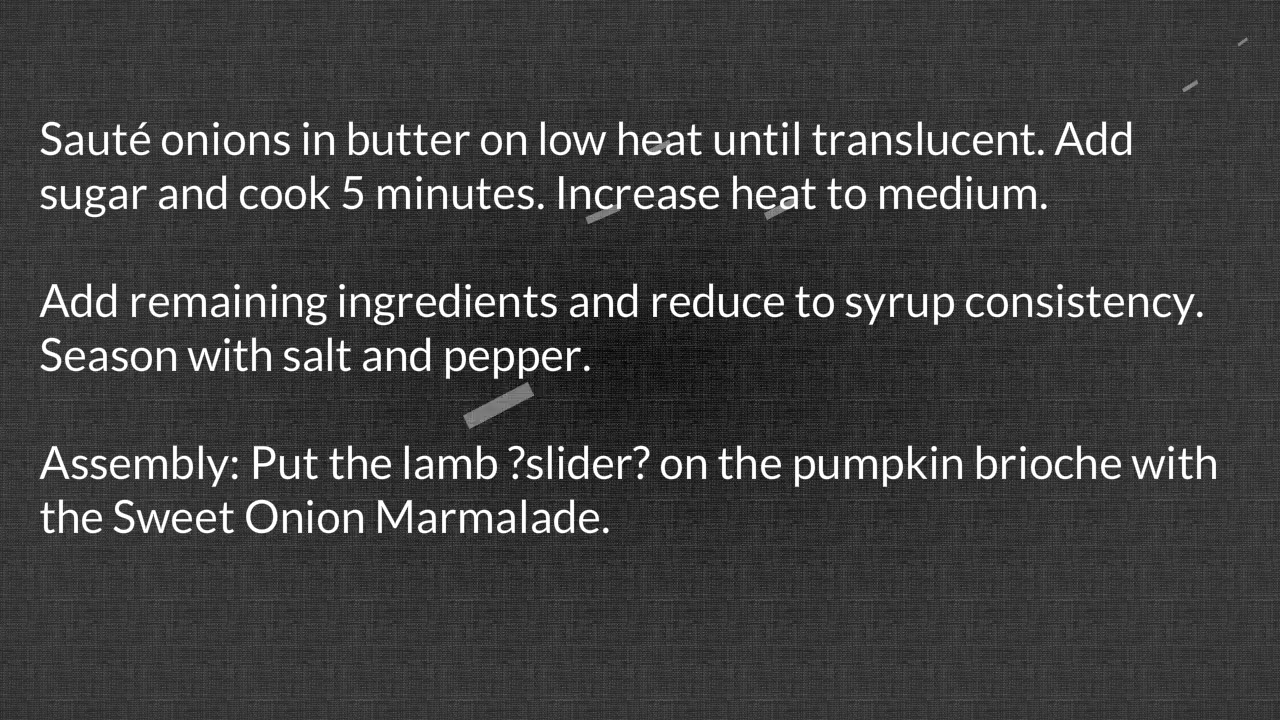 Sauté onions in butter on low heat until translucent. Add
sugar and cook 5 minutes. Increase heat to medium.
Add remaining ingredients and reduce to syrup consistency.
Season with salt and pepper.
Assembly: Put the lamb ?slider? on the pumpkin brioche with
the Sweet Onion Marmalade.